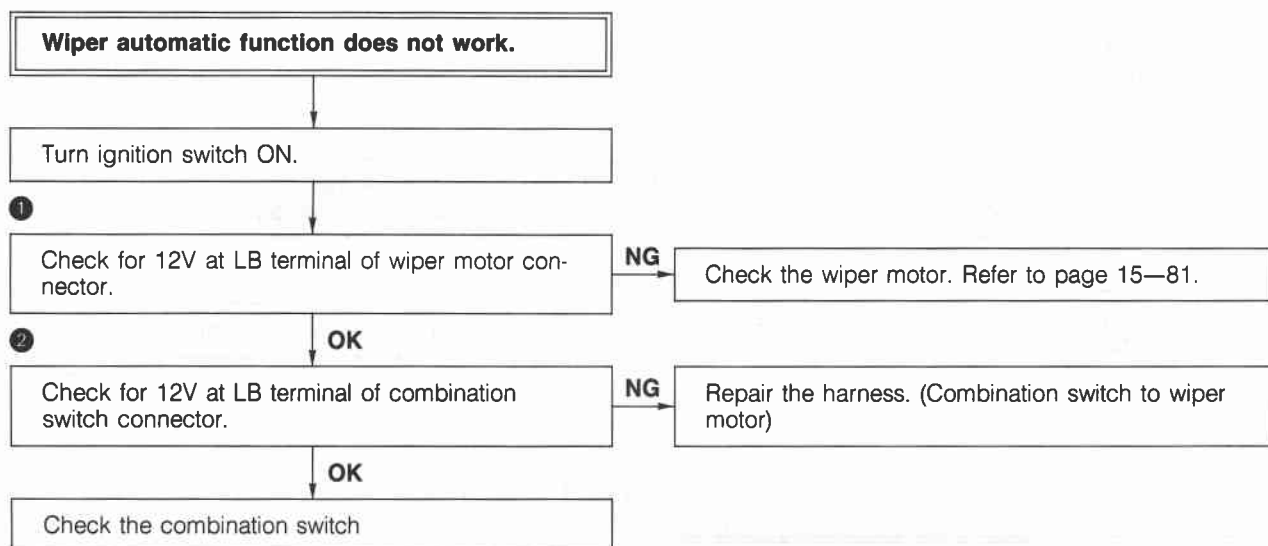 Wiper automatic function does not work.
Turn ignition switch ON.
1
Check for 12V at LB terminal of wiper motor con-
nector.
NG
Check the wiper motor. Refer to page 15—81.
2
OK
Check for 12V at LB terminal of combination
switch connector.
NG
Repair the harness. (Combination switch to wiper
motor)
OK
Check the combination switch